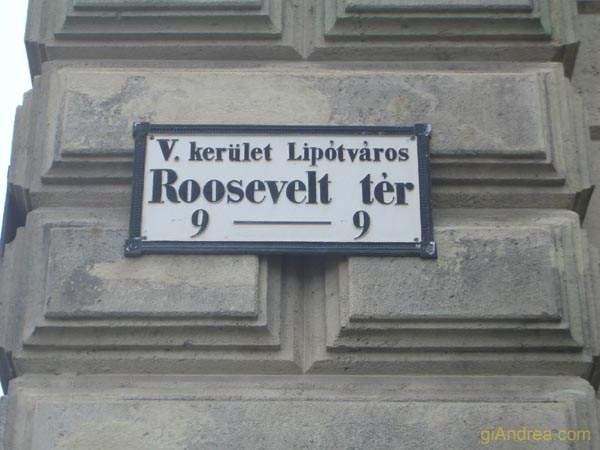 V. kerület Lipótváros
Roosevelt tér
9 — 9
giAndrea.com